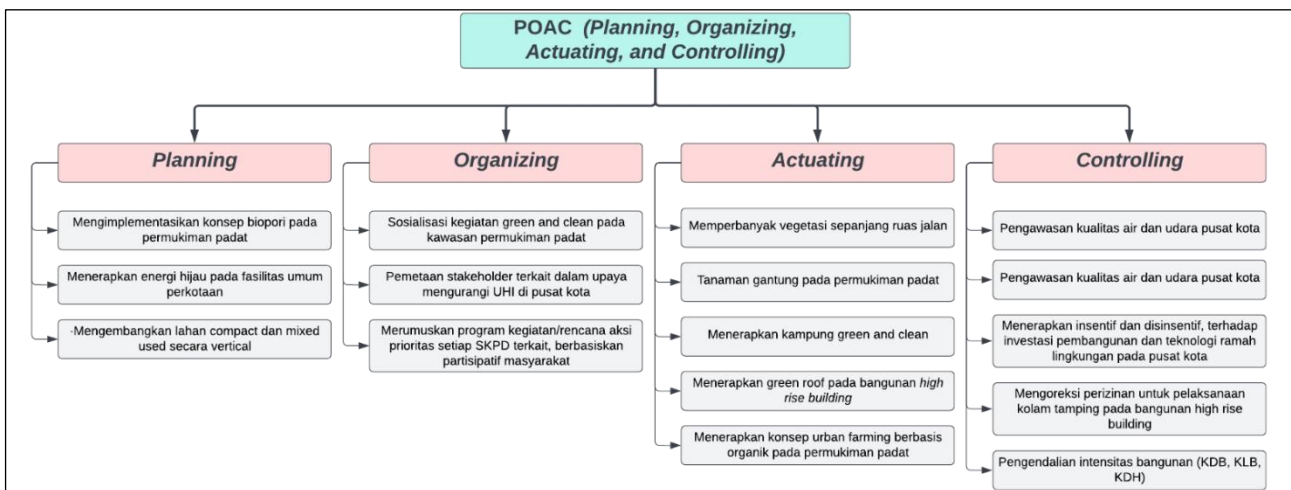 POAC (Planning, Organizing,
Actuating, and Controlling)
Planning
Mengimplementasikan konsep biopori pada
permukiman padat
Menerapkan energi hijau pada fasilitas umum
perkotaan
·Mengembangkan lahan compact dan mixed
used secara vertical
Organizing
Sosialisasi kegiatan green and clean pada
kawasan permukiman padat
Pemetaan stakeholder terkait dalam upaya
mengurangi UHI di pusat kota
Merumuskan program kegiatan/rencana aksi
prioritas setiap SKPD terkait, berbasiskan
partisipatif masyarakat
Actuating
Memperbanyak vegetasi sepanjang ruas jalan
Tanaman gantung pada permukiman padat
Menerapkan kampung green and clean
Menerapkan green roof pada bangunan high
rise building
Menerapkan konsep urban farming berbasis
organik pada permukiman padat
Controlling
Pengawasan kualitas air dan udara pusat kota
Pengawasan kualitas air dan udara pusat kota
Menerapkan insentif dan disinsentif, terhadap
investasi pembangunan dan teknologi ramah
lingkungan pada pusat kota
Mengoreksi perizinan untuk pelaksanaan
kolam tamping pada bangunan high rise
building
Pengendalian intensitas bangunan (KDB, KLB,
KDH)